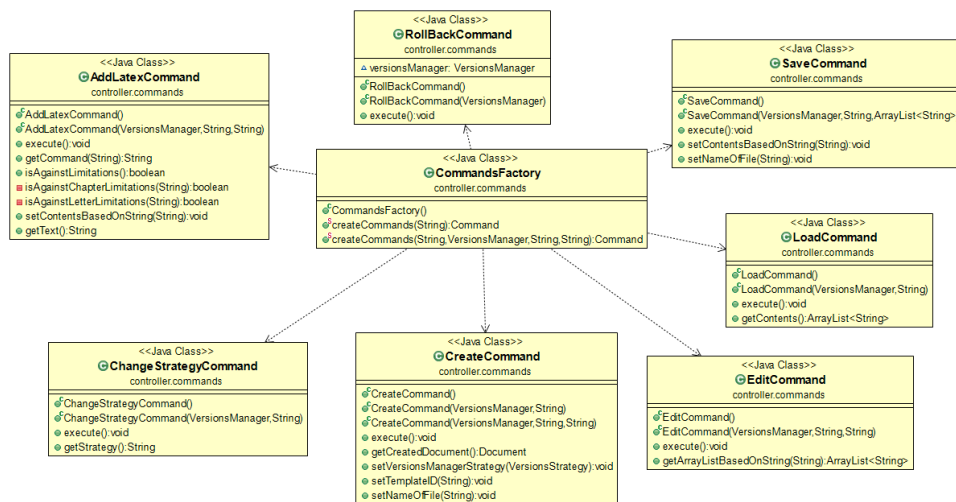 <<Java Class>>
RollBackCommand
controller.commands
versionsManager: VersionsManager
RollBackCommand()
RollBackCommand(VersionsManager)
execute():void
<<Java Class>>
AddLatexCommand
controller.commands
AddLatexCommand()
AddLatexCommand(VersionsManager,String,String)
execute():void
getCommand(String):String
isAgainstLimitations():boolean
isAgainstChapterLimitations(String):boolean
isAgainstLetterLimitations(String):boolean
setContentsBasedOnString(String):void
getText():String
<<Java Class>>
SaveCommand
controller.commands
SaveCommand()
SaveCommand(VersionsManager,String,ArrayList<String>)
execute():void
setContentsBasedOnString(String):void
setNameOfFile(String):void
<<Java Class>>
CommandsFactory
controller.commands
CommandsFactory()
createCommands(String):Command
createCommands(String,VersionsManager,String,String):Command
<<Java Class>>
LoadCommand
controller.commands
LoadCommand()
LoadCommand(VersionsManager,String)
execute():void
getContents():ArrayList<String>
<<Java Class>>
ChangeStrategyCommand
controller.commands
ChangeStrategyCommand()
ChangeStrategyCommand(VersionsManager,String)
execute():void
getStrategy():String
<<Java Class>>
CreateCommand
controller.commands
CreateCommand()
CreateCommand(VersionsManager,String)
CreateCommand(VersionsManager,String,String)
execute():void
getCreatedDocument():Document
setVersionsManagerStrategy(VersionsStrategy):void
setTemplateID(String):void
setNameOfFile(String):void
<<Java Class>>
EditCommand
controller.commands
EditCommand()
EditCommand(VersionsManager,String,String)
execute():void
getArrayListBasedOnString(String):ArrayList<String>